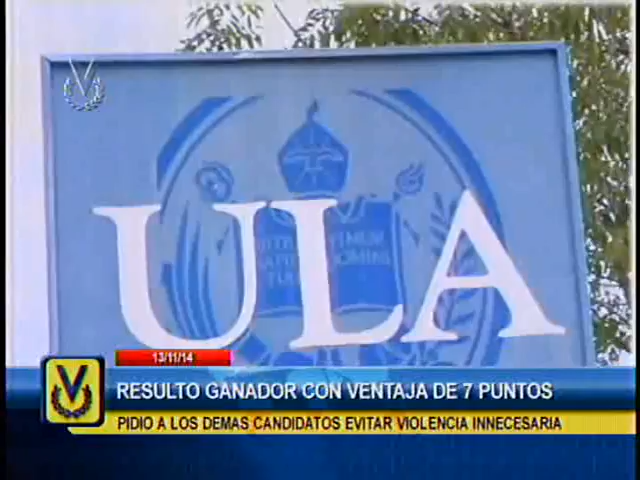 ULA
13/11/14
RESULTO GANADOR CON VENTAJA DE 7 PUNTOS
PIDIO A LOS DEMAS CANDIDATOS EVITAR VIOLENCIA INNECESARIA